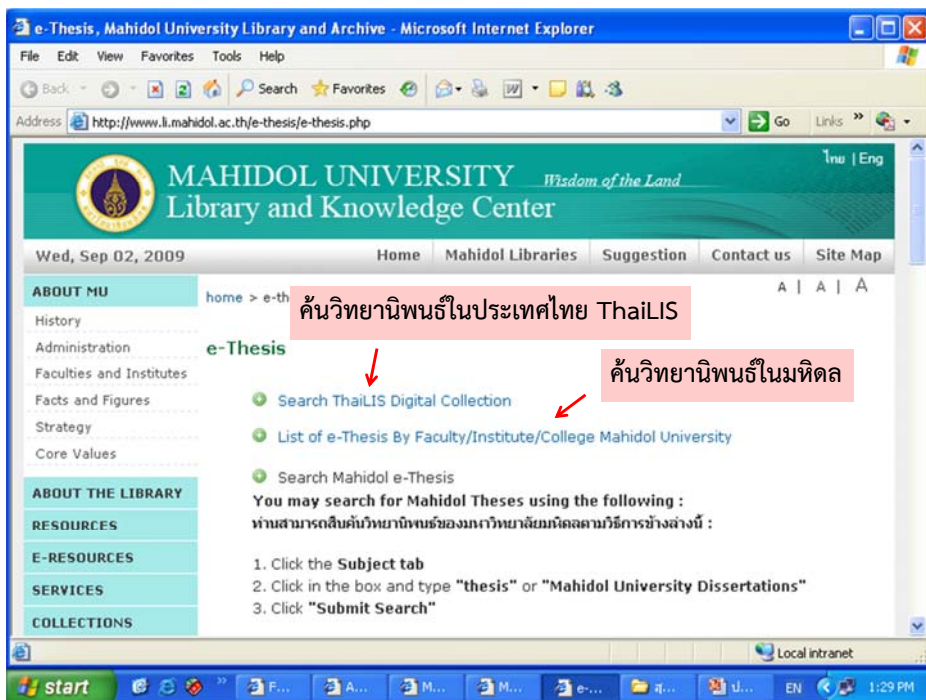 e-Thesis, Mahidol University Library and Archive - Microsoft Internet Explorer
File Edit View Favorites Tools Help
Back Search Favorites
Address http://www.li.mahidol.ac.th/e-thesis/e-thesis.php Go Links »
ไทย | Eng
MAHIDOL UNIVERSITY Wisdom of the Land
Library and Knowledge Center
Wed, Sep 02, 2009 Home Mahidol Libraries Suggestion Contact us Site Map
ABOUT MU
History
Administration
Faculties and Institutes
Facts and Figures
Strategy
Core Values
ABOUT THE LIBRARY
RESOURCES
E-RESOURCES
SERVICES
COLLECTIONS
home > e-th
A | A | A
ค้นวิทยานิพนธ์ในประเทศไทย ThaiLIS
e-Thesis
ค้นวิทยานิพนธ์ในมหิดล
Search ThaiLIS Digital Collection
List of e-Thesis By Faculty/Institute/College Mahidol University
Search Mahidol e-Thesis
You may search for Mahidol Theses using the following :
ท่านสามารถสืบค้นวิทยานิพนธ์ของมหาวิทยาลัยมหิดลตามวิธีการข้างล่างนี้ :
1. Click the Subject tab
2. Click in the box and type "thesis" or "Mahidol University Dissertations"
3. Click "Submit Search"
Local intranet
start » F... A... M... M... e-... ส... ป... EN 1:29 PM